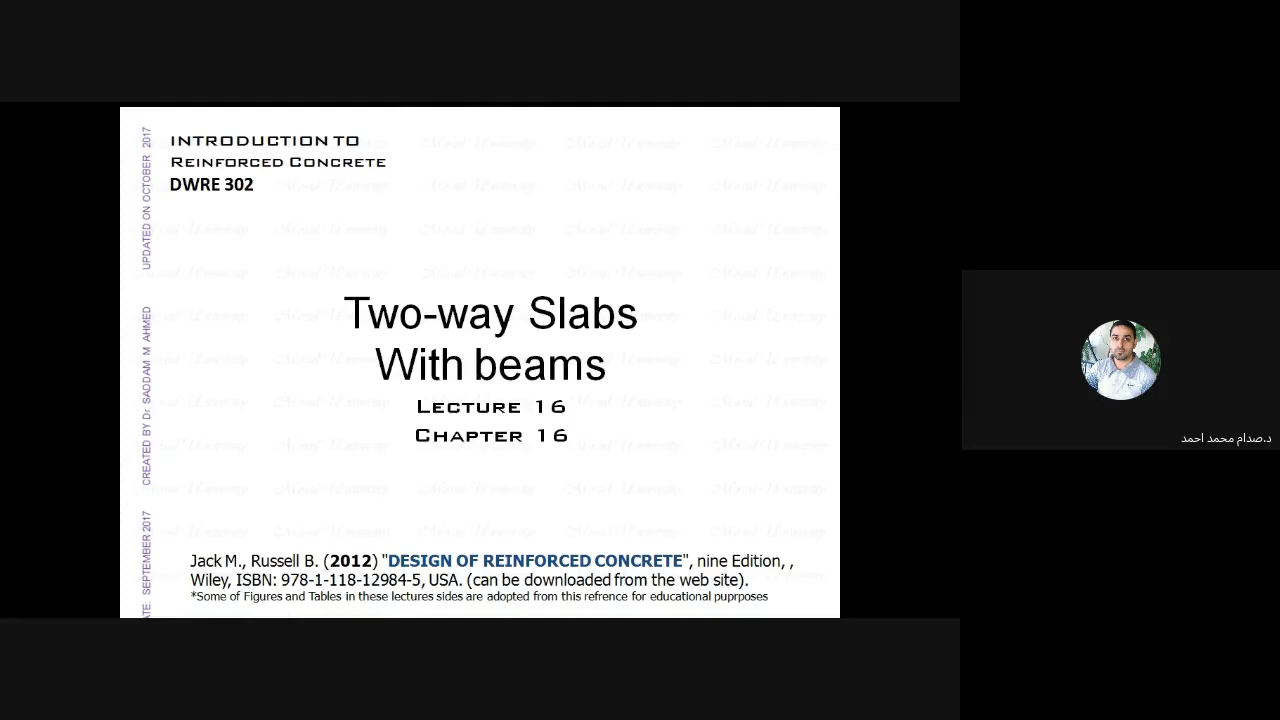 INTRODUCTION TO
REINFORCED CONCRETE
DWRE 302
UPDATED ON OCTOBER 2017
CREATED BY Dr. SADDAM M AHMED
SEPTEMBER 2017
Two-way Slabs
With beams
LECTURE 16
CHAPTER 16
Jack M., Russell B. (2012) "DESIGN OF REINFORCED CONCRETE", nine Edition, ,
Wiley, ISBN: 978-1-118-12984-5, USA. (can be downloaded from the web site).
*Some of Figures and Tables in these lectures sides are adopted from this refrence for educational puprposes
د.صدام محمد احمد